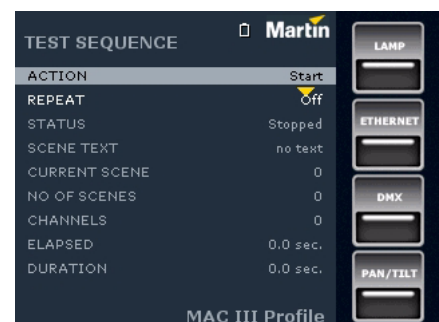 Martin
TEST SEQUENCE
ACTION Start
REPEAT Off
STATUS Stopped
SCENE TEXT no text
CURRENT SCENE 0
NO OF SCENES 0
CHANNELS 0
ELAPSED 0.0 sec.
DURATION 0.0 sec.
MAC III Profile
LAMP
ETHERNET
DMX
PAN/TILT